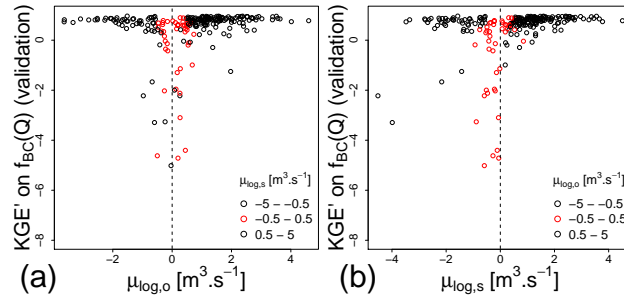 KGE' on f_BC(Q) (validation)
0
−2
−4
−6
−8
μ_log,s [m³.s⁻¹]
−5 − −0.5
−0.5 − 0.5
0.5 − 5
−2
0
2
4
(a)
μ_log,o [m³.s⁻¹]
KGE' on f_BC(Q) (validation)
0
−2
−4
−6
−8
μ_log,o [m³.s⁻¹]
−5 − −0.5
−0.5 − 0.5
0.5 − 5
−4
−2
0
2
4
(b)
μ_log,s [m³.s⁻¹]